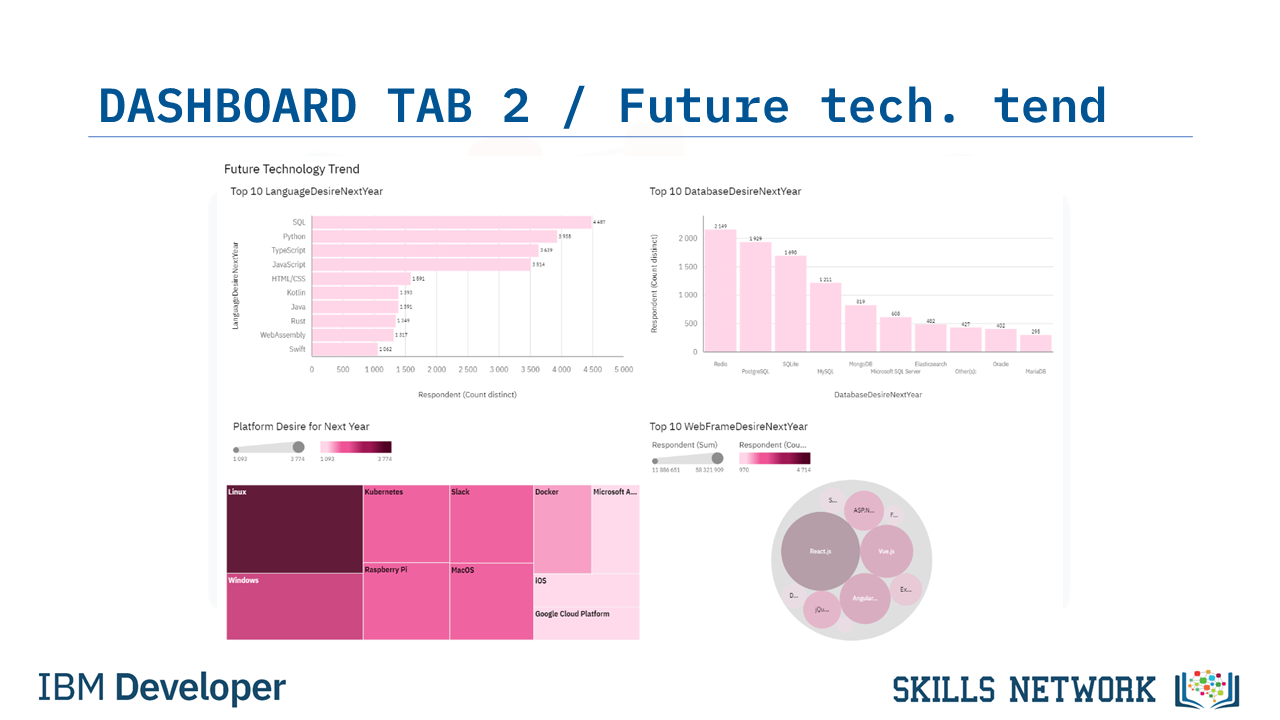 DASHBOARD TAB 2 / Future tech. tend
Future Technology Trend
Top 10 LanguageDesireNextYear
LanguageDesireNextYear
SQL 4 487
Python 3 938
TypeScript 3 639
JavaScript 3 514
HTML/CSS 1 591
Kotlin 1 393
Java 1 391
Rust 1 349
WebAssembly 1 317
Swift 1 062
0 500 1 000 1 500 2 000 2 500 3 000 3 500 4 000 4 500 5 000
Respondent (Count distinct)
Top 10 DatabaseDesireNextYear
Respondent (Count distinct)
2 000
1 500
1 000
500
0
2 149 1 929 1 695 1 211 819 608 482 427 402 295
Redis MongoDB SQLite Elasticsearch Oracle
PostgreSQL MySQL Microsoft SQL Server Other(s): MariaDB
DatabaseDesireNextYear
Platform Desire for Next Year
1 093 3 774 1 093 3 774
Linux Kubernetes Slack Docker Microsoft A...
Windows Raspberry Pi MacOS iOS
Google Cloud Platform
Top 10 WebFrameDesireNextYear
Respondent (Sum) Respondent (Cou...
11 886 651 58 321 909 970 4 714
S...
ASP.N...
F...
React.js
Vue.js
Ex...
D...
Angular...
jQu...
IBM Developer
SKILLS NETWORK